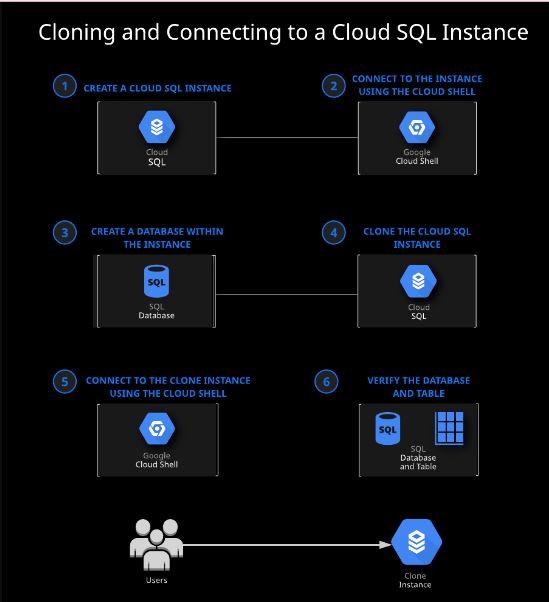 Cloning and Connecting to a Cloud SQL Instance
1
CREATE A CLOUD SQL INSTANCE
Cloud
SQL
2
CONNECT TO THE INSTANCE
USING THE CLOUD SHELL
Google
Cloud Shell
3
CREATE A DATABASE WITHIN
THE INSTANCE
SQL
SQL
Database
4
CLONE THE CLOUD SQL
INSTANCE
Cloud
SQL
5
CONNECT TO THE CLONE INSTANCE
USING THE CLOUD SHELL
Google
Cloud Shell
6
VERIFY THE DATABASE
AND TABLE
SQL
SQL
Database
and Table
Users
Clone
Instance